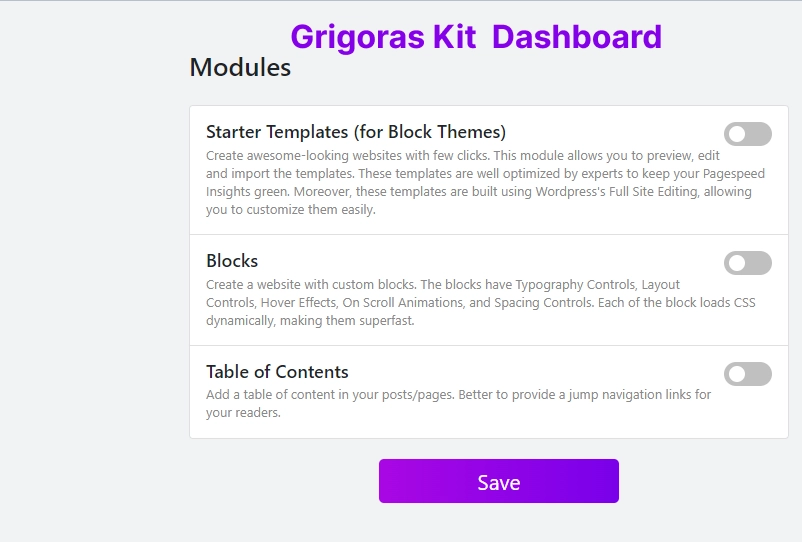 Grigoras Kit Dashboard
Modules
Starter Templates (for Block Themes)
Create awesome-looking websites with few clicks. This module allows you to preview, edit
and import the templates. These templates are well optimized by experts to keep your Pagespeed
Insights green. Moreover, these templates are built using Wordpress's Full Site Editing, allowing
you to customize them easily.
Blocks
Create a website with custom blocks. The blocks have Typography Controls, Layout
Controls, Hover Effects, On Scroll Animations, and Spacing Controls. Each of the block loads CSS
dynamically, making them superfast.
Table of Contents
Add a table of content in your posts/pages. Better to provide a jump navigation links for
your readers.
Save